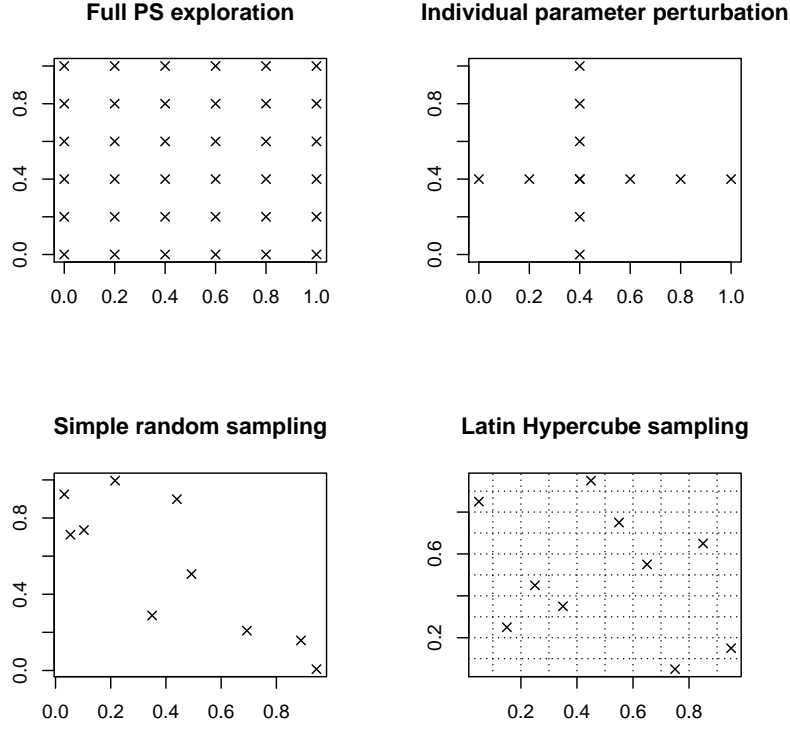 Full PS exploration
Individual parameter perturbation
0.8
0.4
0.0
0.0 0.2 0.4 0.6 0.8 1.0
0.8
0.4
0.0
0.0 0.2 0.4 0.6 0.8 1.0
Simple random sampling
Latin Hypercube sampling
0.8
0.4
0.0
0.0 0.2 0.4 0.6 0.8
0.6
0.2
0.2 0.4 0.6 0.8